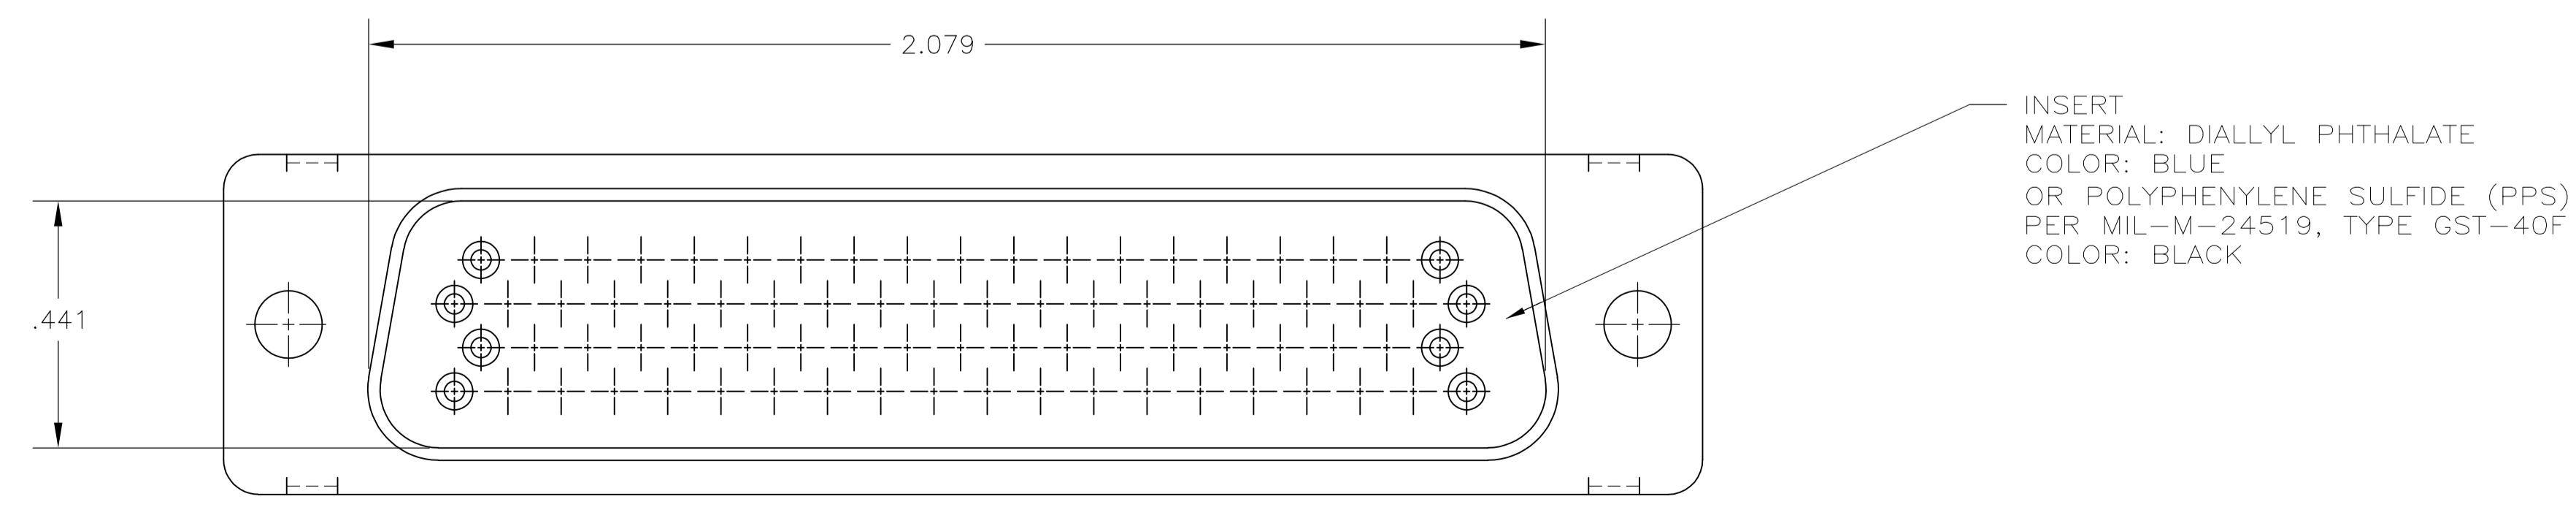 2.079
INSERT
MATERIAL: DIALLYL PHTHALATE
COLOR: BLUE
OR POLYPHENYLENE SULFIDE (PPS)
PER MIL-M-24519, TYPE GST-40F
COLOR: BLACK
.441